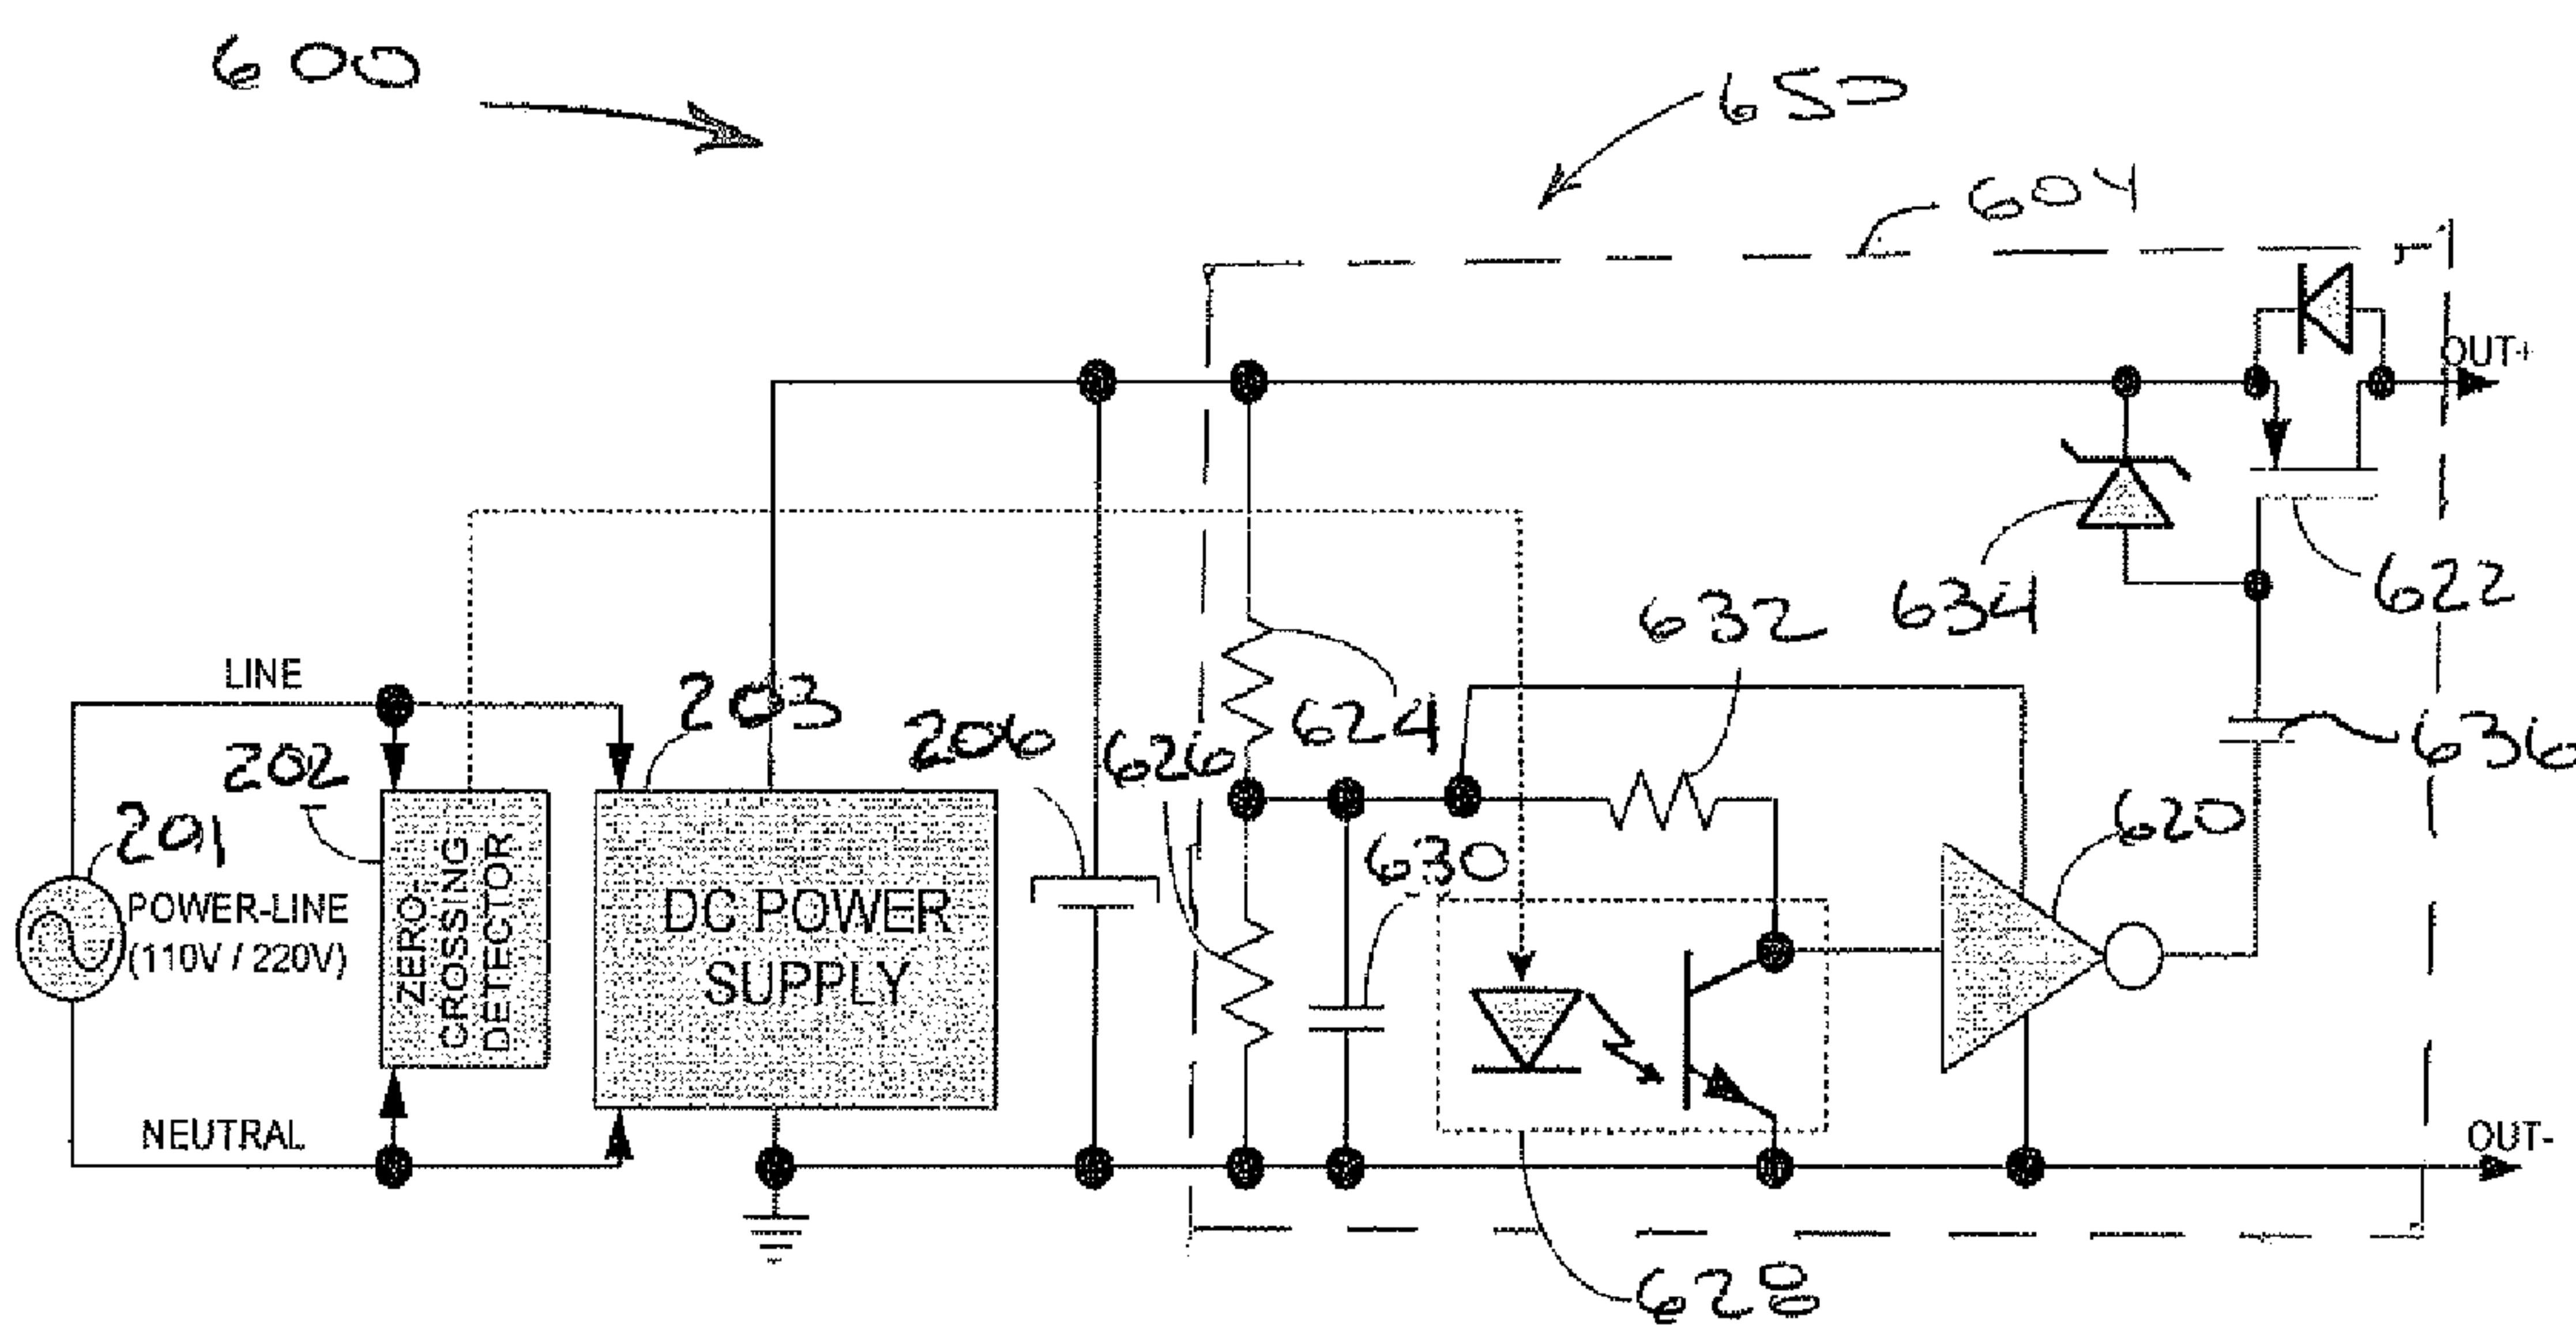 600
650
604
OUT+
634
622
632
LINE
203
206
626
624
636
202
201
620
630
POWER-LINE
(110V / 220V)
ZERO-
CROSSING
DETECTOR
DC POWER
SUPPLY
NEUTRAL
OUT-
628